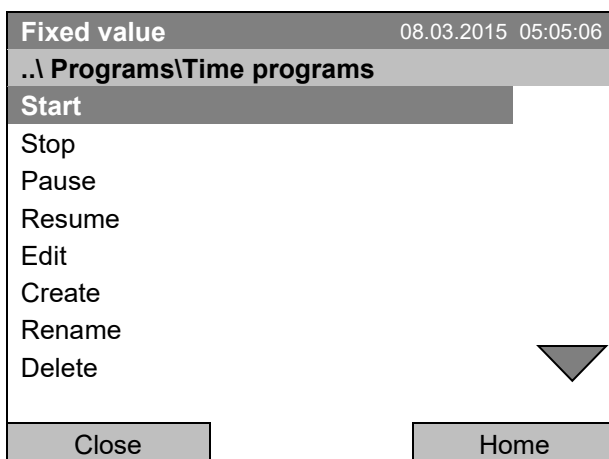 Fixed value 08.03.2015 05:05:06
..\ Programs\Time programs
Start
Stop
Pause
Resume
Edit
Create
Rename
Delete
Close Home